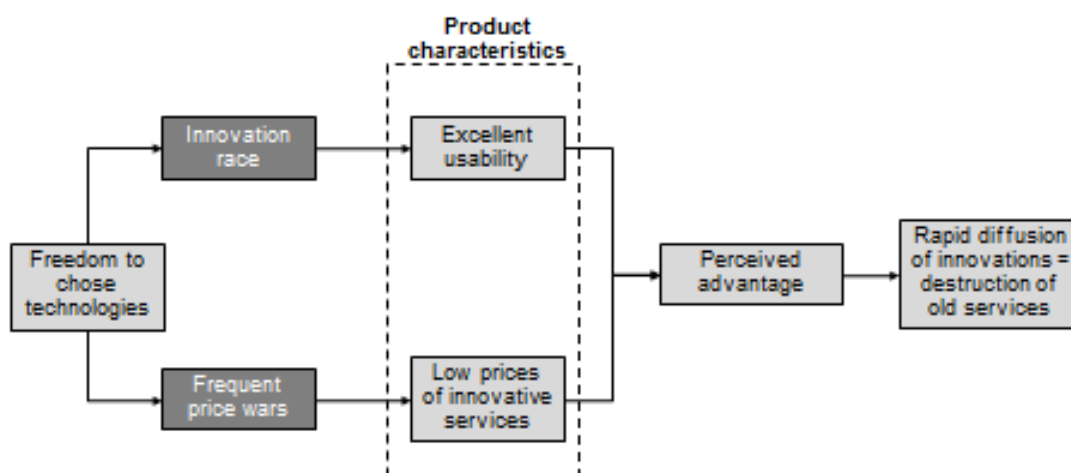 Product
characteristics
Innovation
race
Excellent
usability
Freedom to
chose
technologies
Perceived
advantage
Rapid diffusion
of innovations =
destruction of
old services
Frequent
price wars
Low prices
of innovative
services